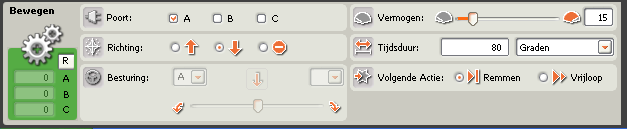 Bewegen
R
0 A
0 B
0 C
Poort: A B C
Richting:
Besturing: A
Vermogen: 15
Tijdsduur: 80 Graden
Volgende Actie: Remmen Vrijloop